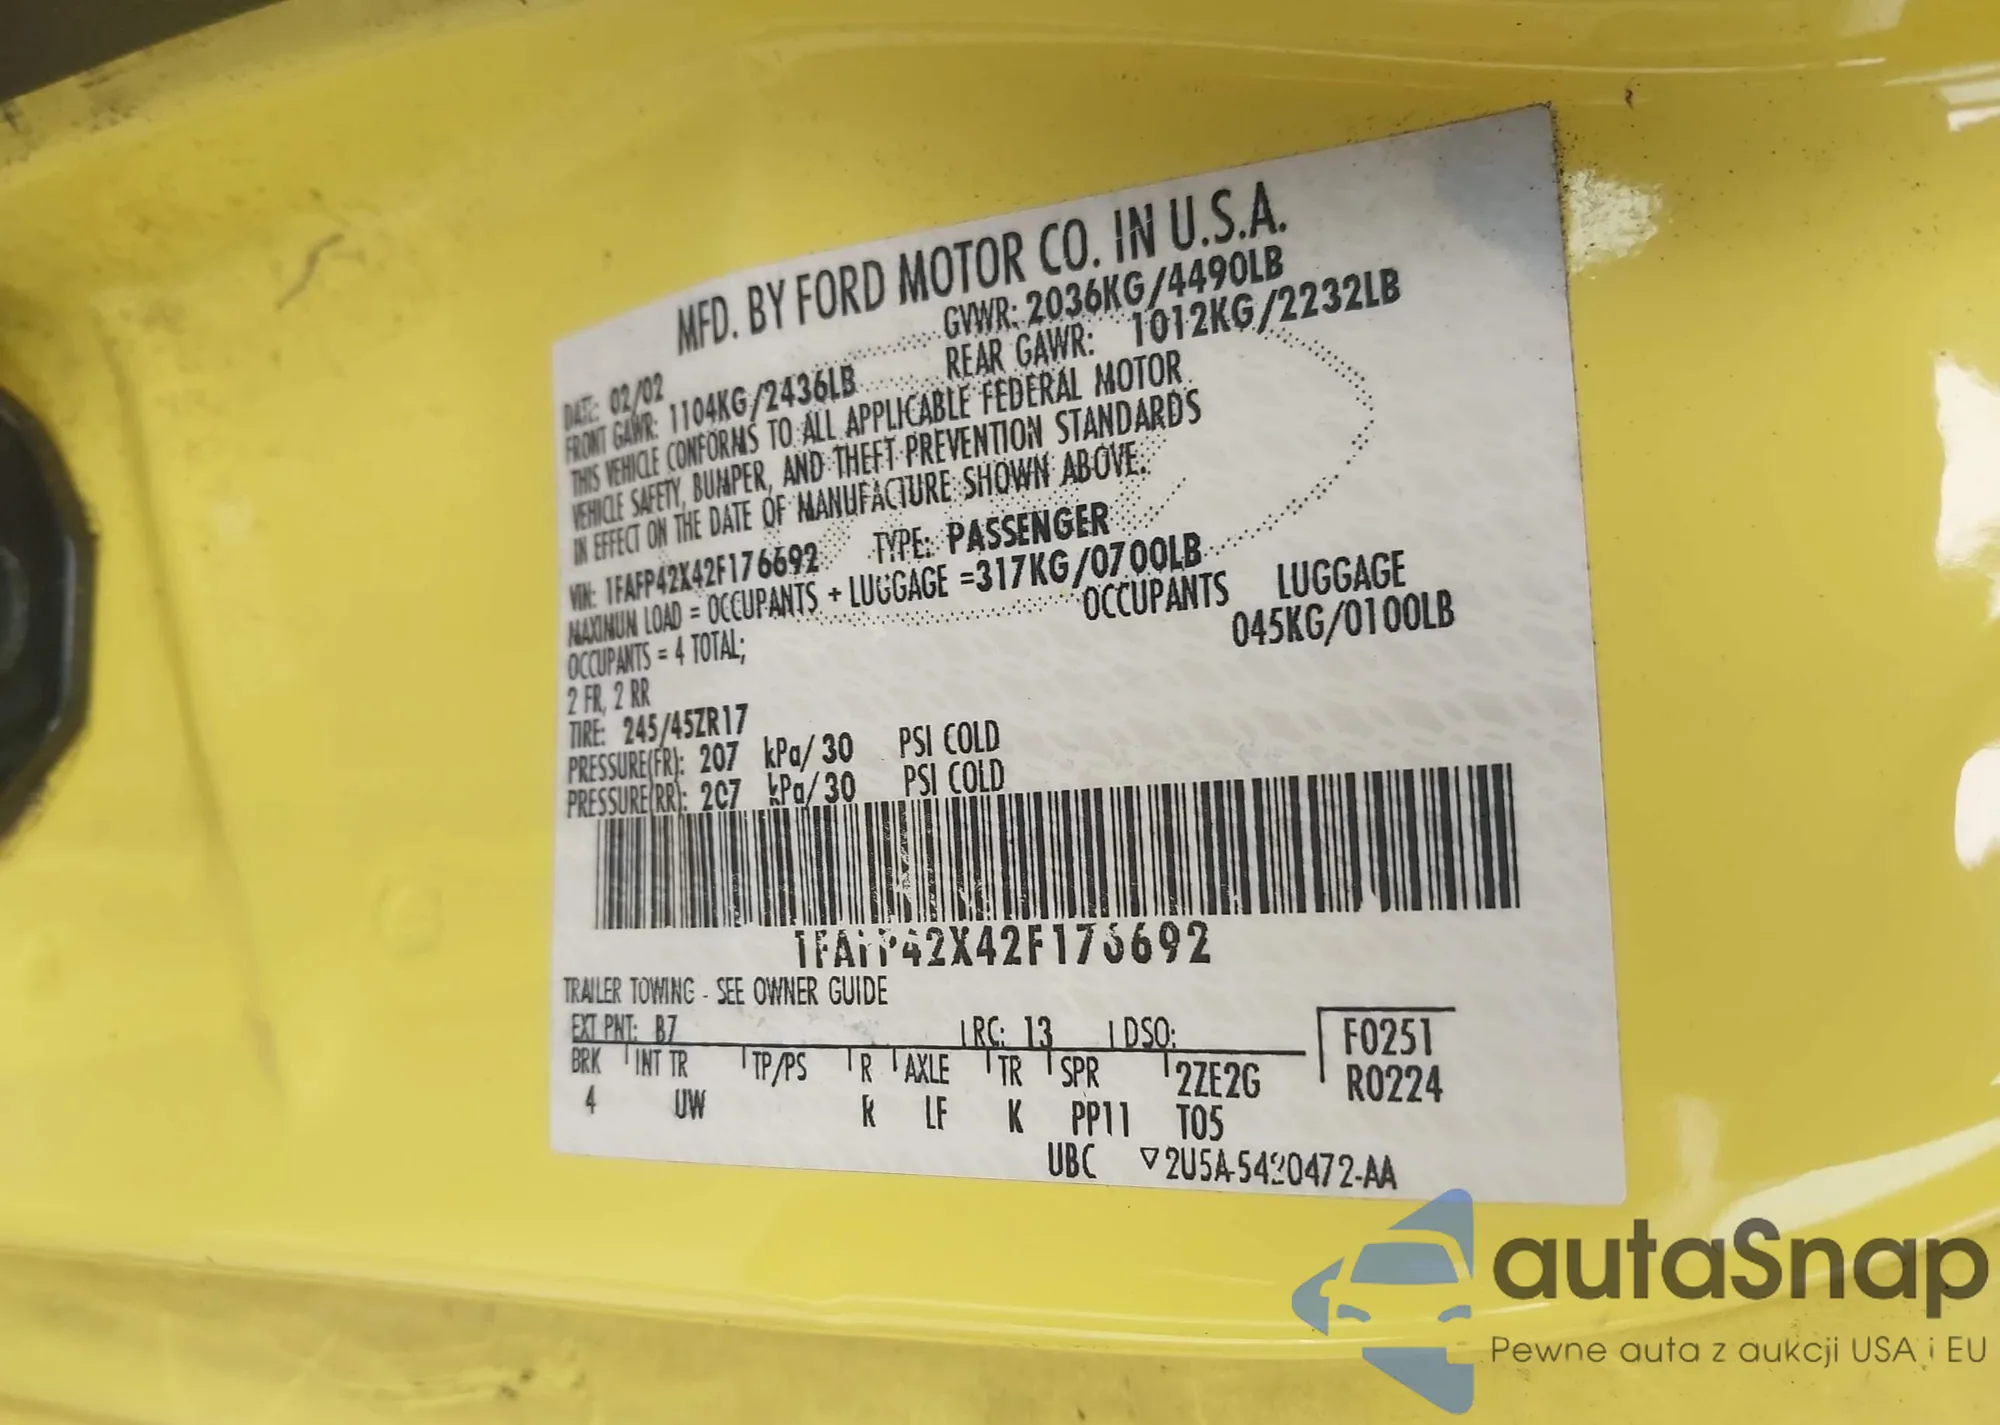 MFD. BY FORD MOTOR CO. IN U.S.A.
DATE: 02/02 GVWR: 2036KG/4490LB
FRONT GAWR: 1104KG/2436LB REAR GAWR: 1012KG/2232LB
THIS VEHICLE CONFORMS TO ALL APPLICABLE FEDERAL MOTOR
VEHICLE SAFETY, BUMPER, AND THEFT PREVENTION STANDARDS
IN EFFECT ON THE DATE OF MANUFACTURE SHOWN ABOVE.
VIN: 1FAFP42X42F176692 TYPE: PASSENGER
MAXIMUM LOAD = OCCUPANTS + LUGGAGE =317KG/0700LB
OCCUPANTS = 4 TOTAL; OCCUPANTS LUGGAGE
2 FR, 2 RR 045KG/0100LB
TIRE: 245/45ZR17
PRESSURE(FR): 207 kPa/30 PSI COLD
PRESSURE(RR): 207 kPa/30 PSI COLD
1FAFP42X42F176692
TRAILER TOWING - SEE OWNER GUIDE
EXT PNT: B7 RC: 13 DSO: F0251
BRK INT TR TP/PS R AXLE TR SPR 2ZE2G R0224
4 UW R LF K PP11 T05
UBC ▽2U5A-5420472-AA
autaSnap
Pewne auta z aukcji USA i EU